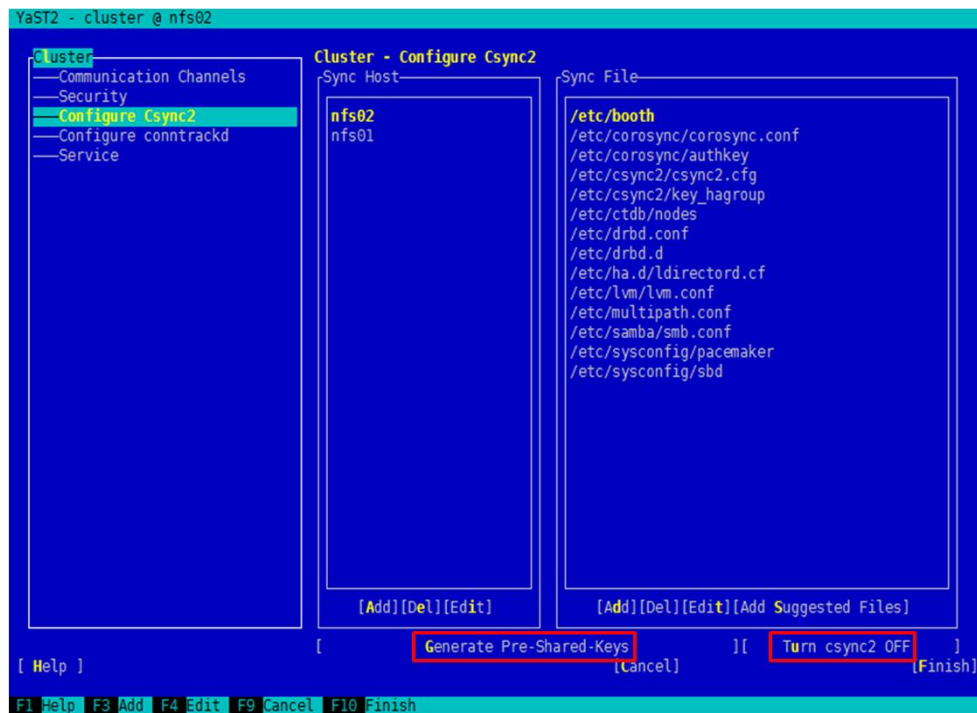 YaST2 - cluster @ nfs02
Cluster
Communication Channels
Security
Configure Csync2
Configure conntrackd
Service
Cluster - Configure Csync2
Sync Host
nfs02
nfs01
[Add][Del][Edit]
Sync File
/etc/booth
/etc/corosync/corosync.conf
/etc/corosync/authkey
/etc/csync2/csync2.cfg
/etc/csync2/key_hagroup
/etc/ctdb/nodes
/etc/drbd.conf
/etc/drbd.d
/etc/ha.d/ldirectord.cf
/etc/lvm/lvm.conf
/etc/multipath.conf
/etc/samba/smb.conf
/etc/sysconfig/pacemaker
/etc/sysconfig/sbd
[Add][Del][Edit][Add Suggested Files]
[ Generate Pre-Shared-Keys ][ Turn csync2 OFF ]
[ Help ] [Cancel] [Finish]
F1 Help F3 Add F4 Edit F9 Cancel F10 Finish